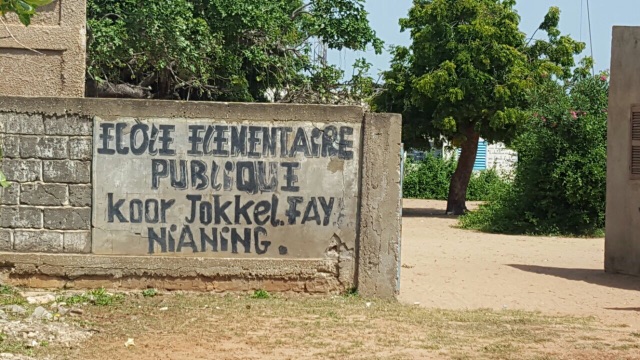 ECOLE ELEMENTAIRE
PUBLIQUE
Koor Jokkel.FAY
NIANING.